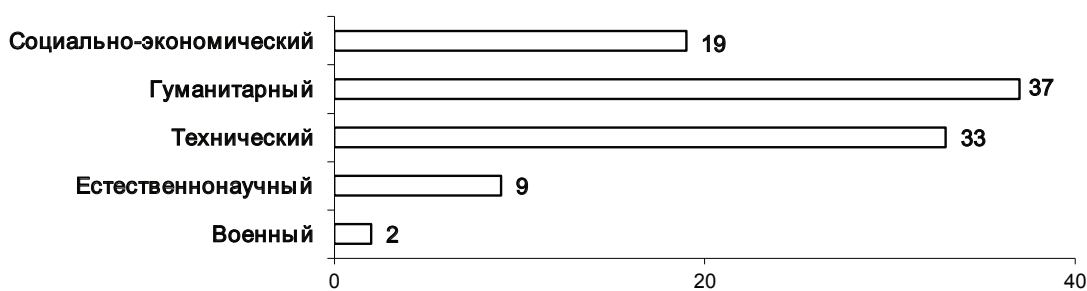 Социально-экономический 19
Гуманитарный 37
Технический 33
Естественнонаучный 9
Военный 2
0 20 40